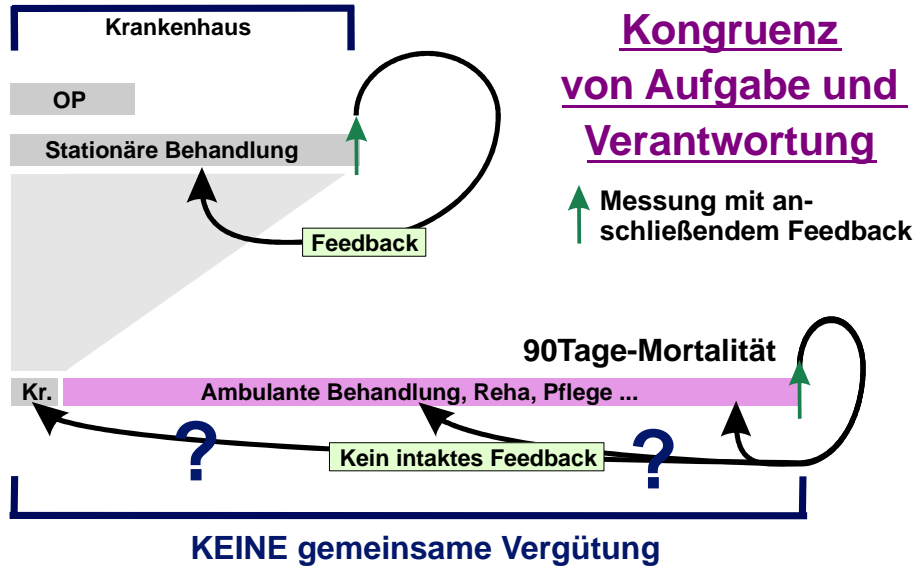 Krankenhaus
Kongruenz
von Aufgabe und
Verantwortung
OP
Stationäre Behandlung
Messung mit an-
schließendem Feedback
Feedback
90Tage-Mortalität
Kr.
Ambulante Behandlung, Reha, Pflege ...
?
?
Kein intaktes Feedback
KEINE gemeinsame Vergütung